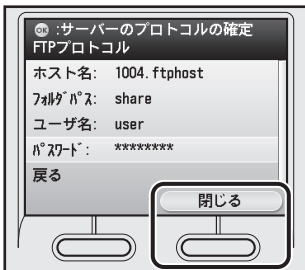 OK :サーバーのプロトコルの確定
FTPプロトコル
ホスト名: 1004.ftphost
ﾌｫﾙﾀﾞﾊﾟｽ: share
ユーザ名: user
ﾊﾟｽﾜｰﾄﾞ: ********
戻る
閉じる